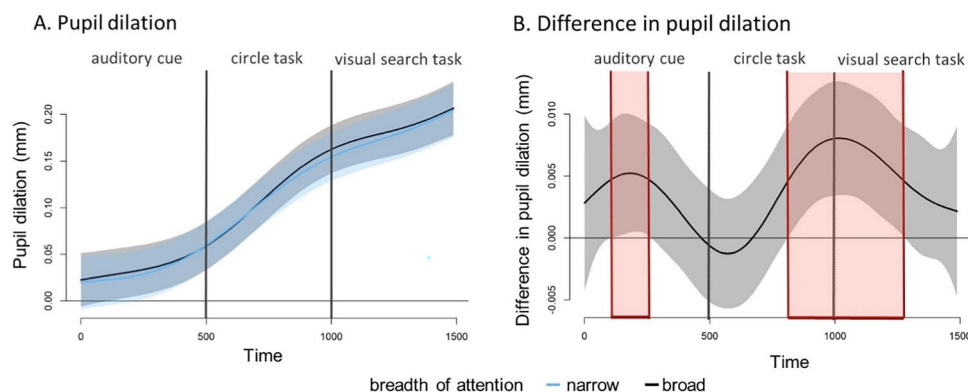 A. Pupil dilation
auditory cue circle task visual search task
Pupil dilation (mm)
0.20
0.15
0.10
0.05
0.00
0 500 1000 1500
Time
B. Difference in pupil dilation
auditory cue circle task visual search task
Difference in pupil dilation (mm)
0.010
0.005
0.000
-0.005
0 500 1000 1500
Time
breadth of attention narrow broad